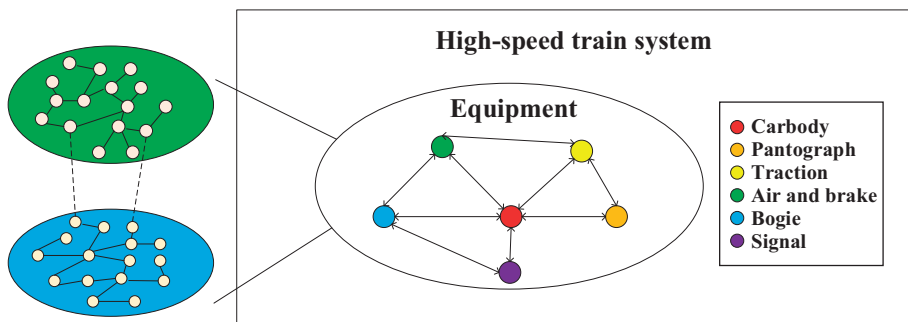 High-speed train system
Equipment
Carbody
Pantograph
Traction
Air and brake
Bogie
Signal